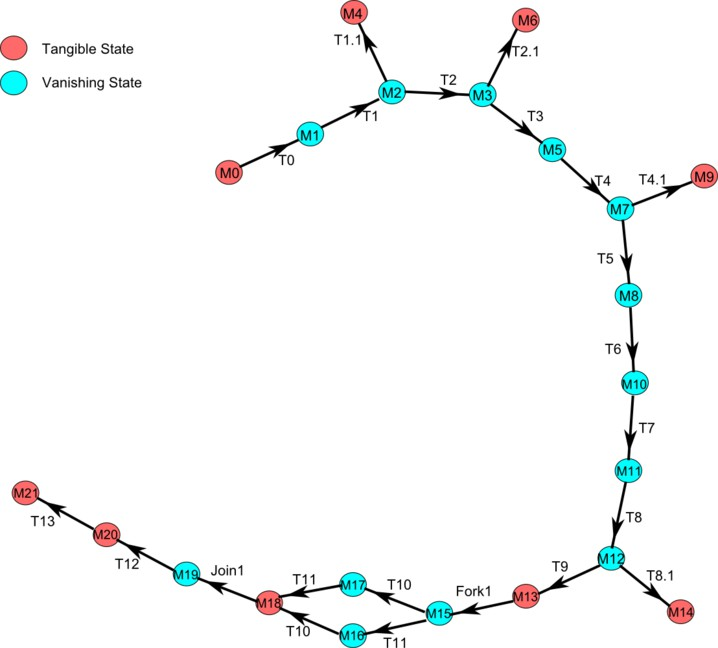 M4
M6
Tangible State
T1.1
T2.1
Vanishing State
T2
M2
M3
T1
T3
M1
M5
T0
M0
T4
T4.1
M9
M7
T5
M8
T6
M10
T7
M11
T8
M12
T9
T8.1
M13
M14
Fork1
M15
T10
T11
M17
M16
T11
T10
M18
Join1
M19
T12
M20
T13
M21